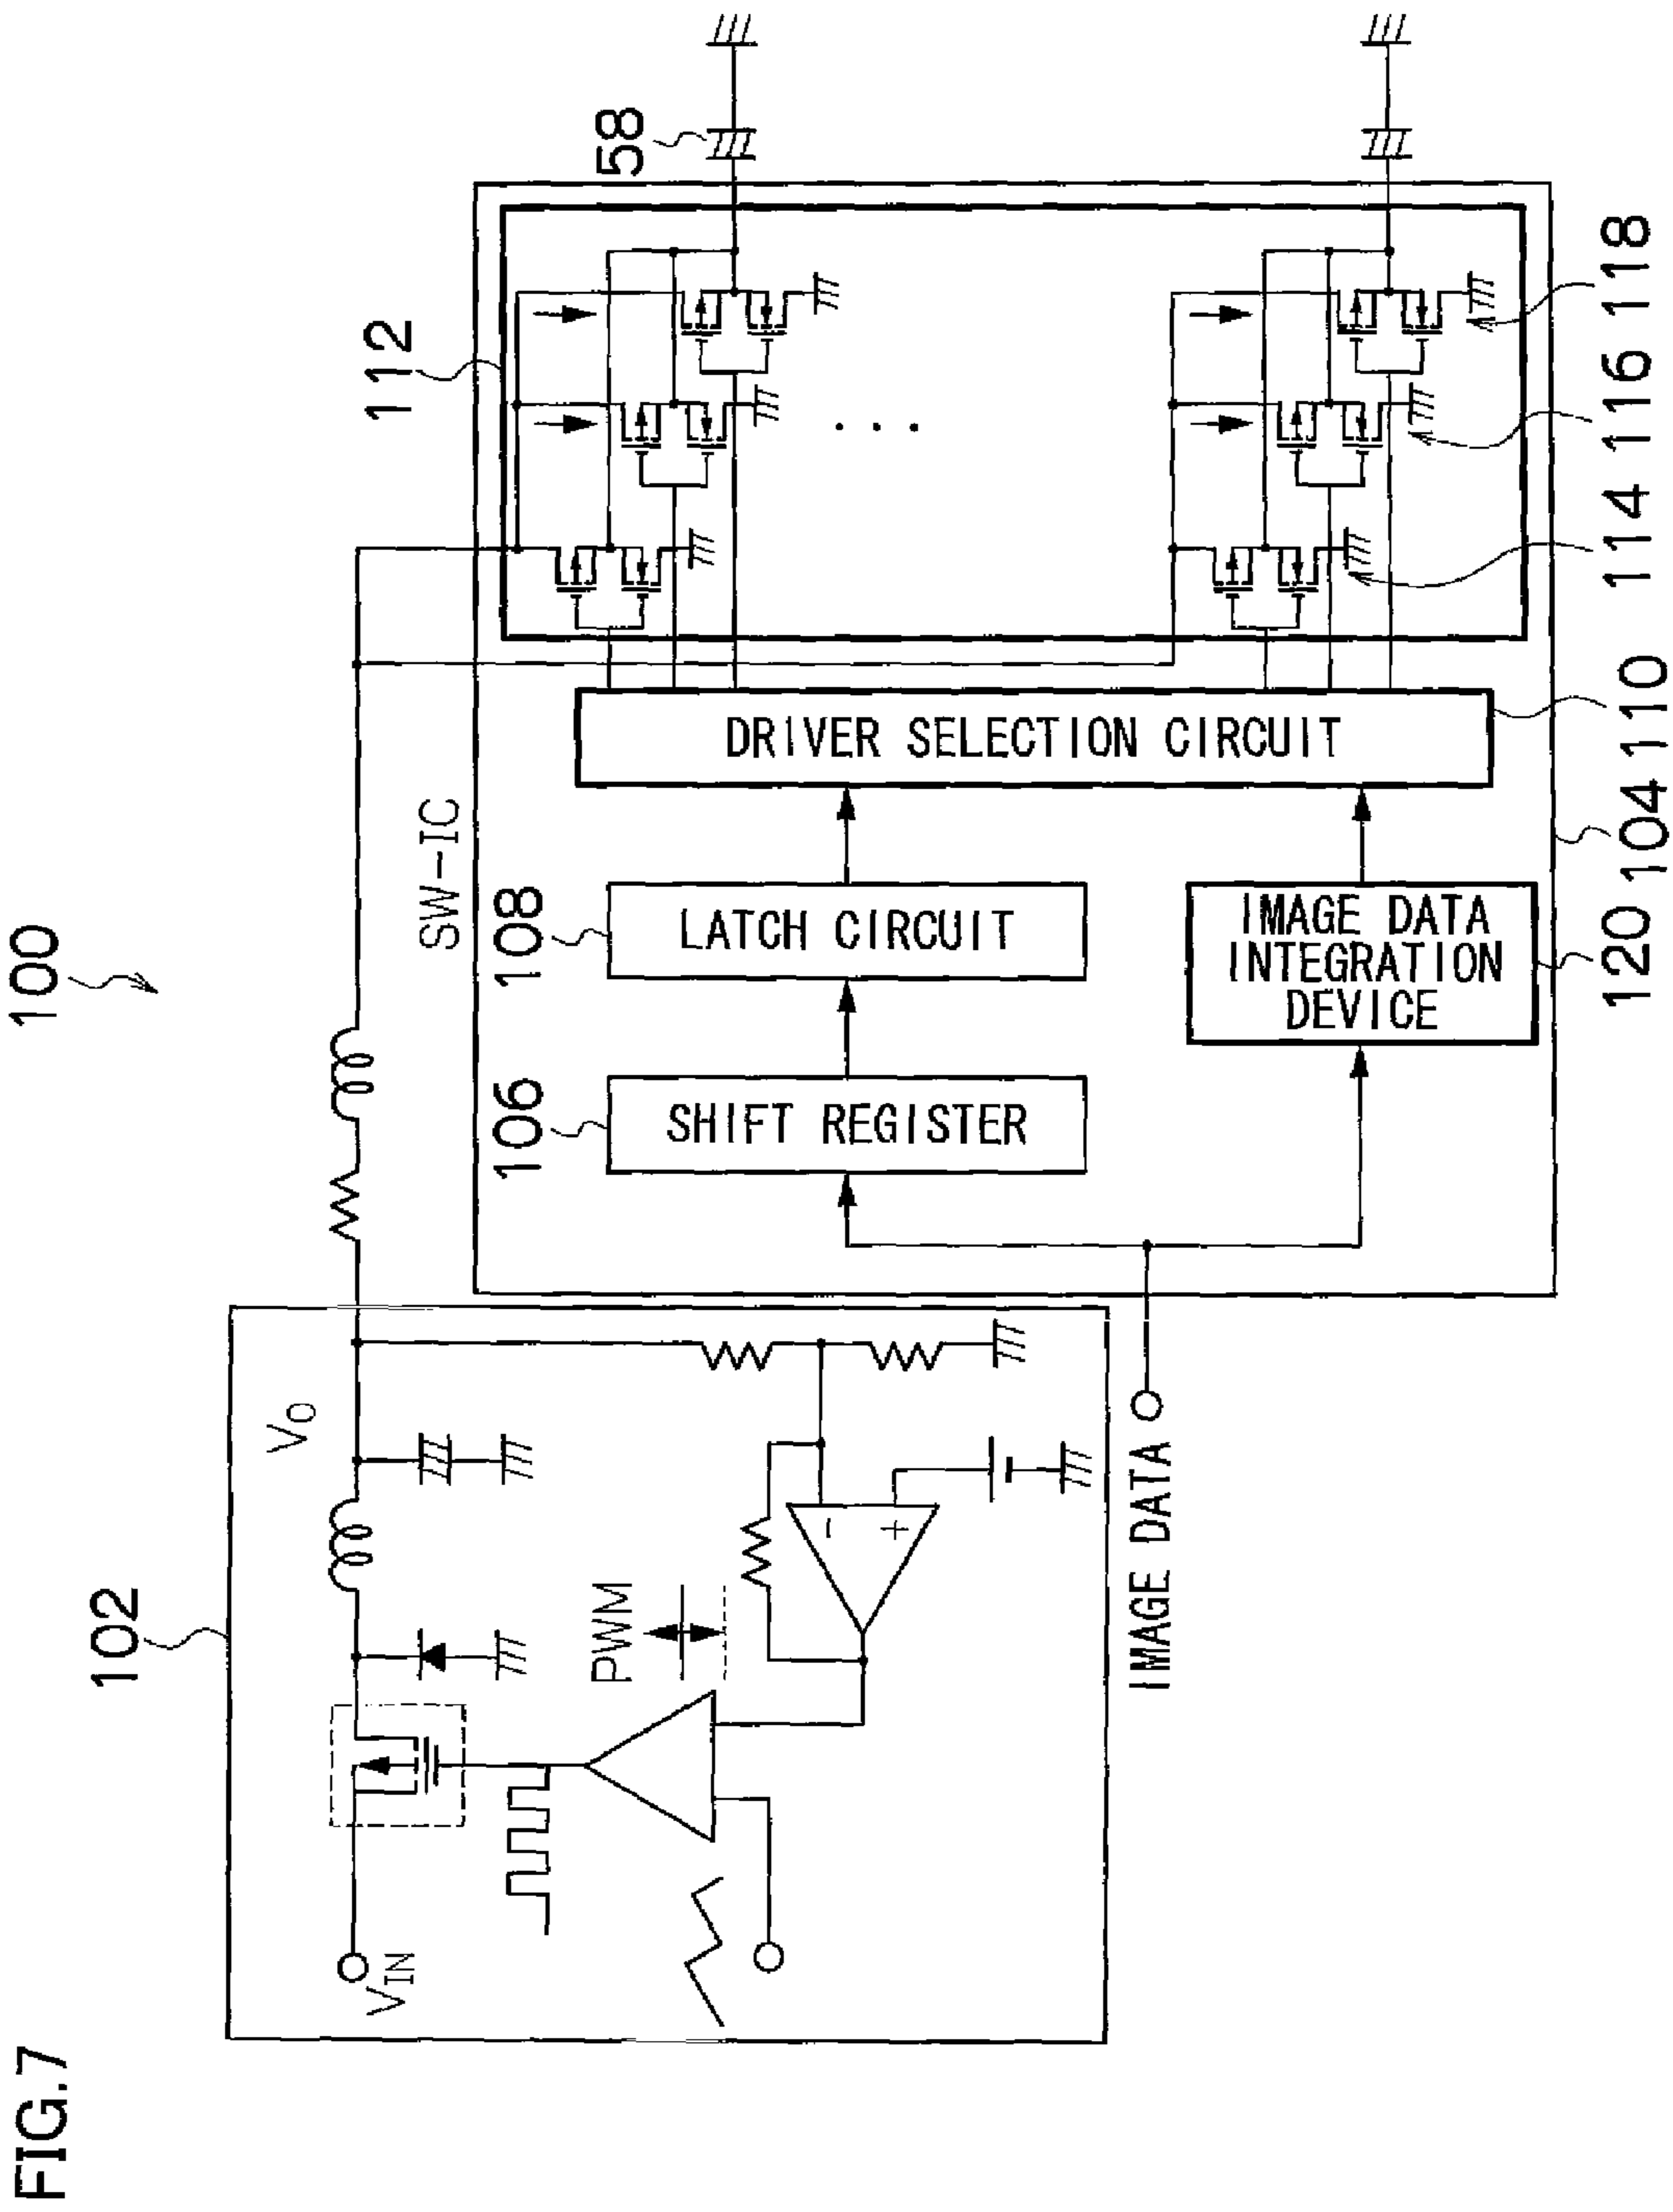 FIG.7
100
102
V_IN
V_O
PWM
-
+
IMAGE DATA
SW-IC
106
SHIFT REGISTER
108
LATCH CIRCUIT
IMAGE DATA
INTEGRATION
DEVICE
DRIVER SELECTION CIRCUIT
112
58
...
120
104
110
114
116
118